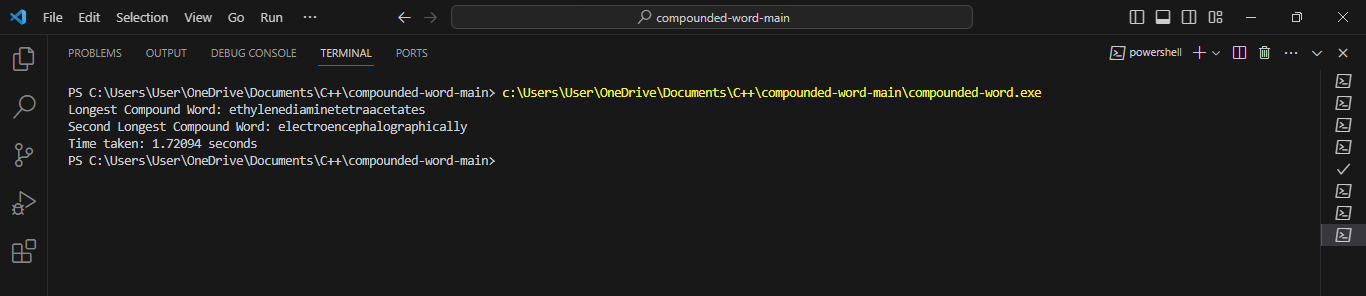 File Edit Selection View Go Run ··· compounded-word-main
PROBLEMS OUTPUT DEBUG CONSOLE TERMINAL PORTS powershell
PS C:\Users\User\OneDrive\Documents\C++\compounded-word-main> c:\Users\User\OneDrive\Documents\C++\compounded-word-main\compounded-word.exe
Longest Compound Word: ethylenediaminetetraacetates
Second Longest Compound Word: electroencephalographically
Time taken: 1.72094 seconds
PS C:\Users\User\OneDrive\Documents\C++\compounded-word-main>